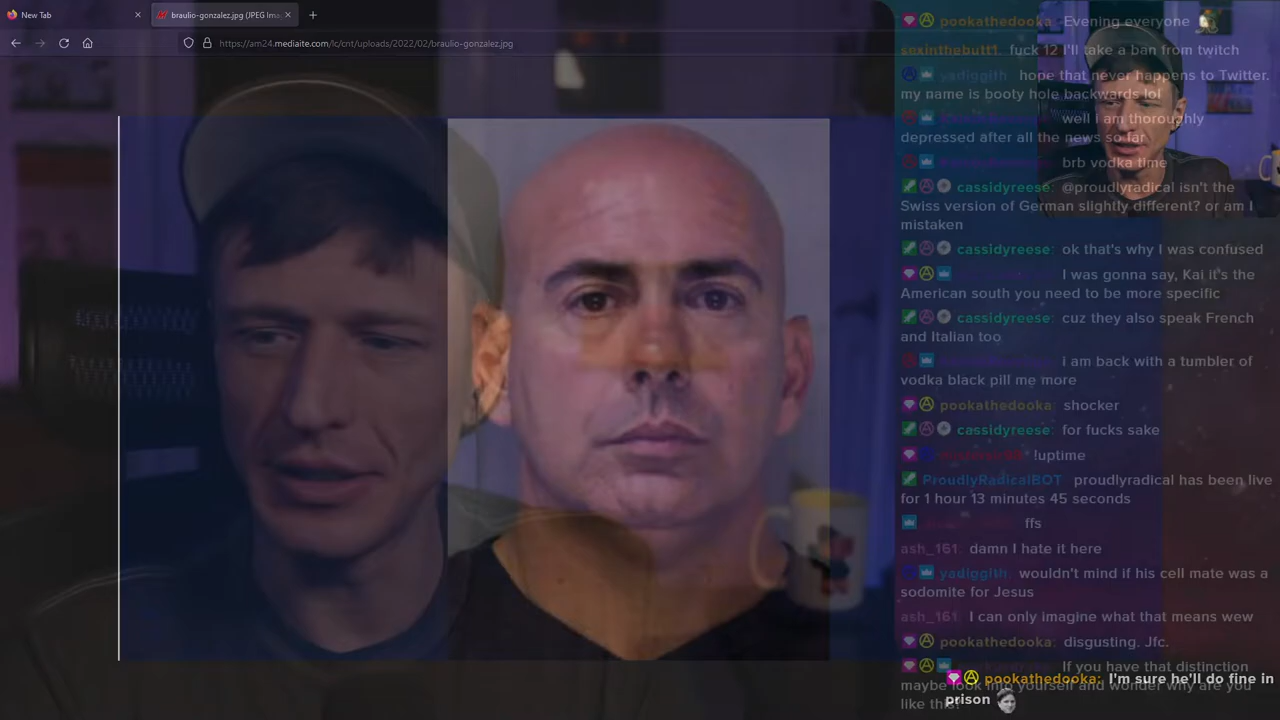 New Tab
braulio-gonzalez.jpg (JPEG Ima
https://am24.mediaite.com/lc/cnt/uploads/2022/02/braulio-gonzalez.jpg
pookathedooka: Evening everyone
sexinthebutt1: fuck 12 I'll take a ban from twitch
yadiggith hope that never happens to Twitter.
my name is booty hole backwards lol
well I am thoroughly
depressed after all the news so far
brb vodka time
cassidyreese: @proudlyradical isn't the
Swiss version of German slightly different? or am I
mistaken
cassidyreese: ok that's why I was confused
I was gonna say, Kai it's the
American south you need to be more specific
cassidyreese: cuz they also speak French
and Italian too
i am back with a tumbler of
vodka black pill me more
pookathedooka: shocker
cassidyreese: for fucks sake
!uptime
ProudlyRadicalBOT proudlyradical has been live
for 1 hour 13 minutes 45 seconds
ffs
ash_161: damn I hate it here
yadiggith: wouldn't mind if his cell mate was a
sodomite for Jesus
ash_161: I can only imagine what that means wew
pookathedooka: disgusting. Jfc.
If you have that distinction
maybe look into yourself and wonder why are you
like this?
pookathedooka: I'm sure he'll do fine in
prison